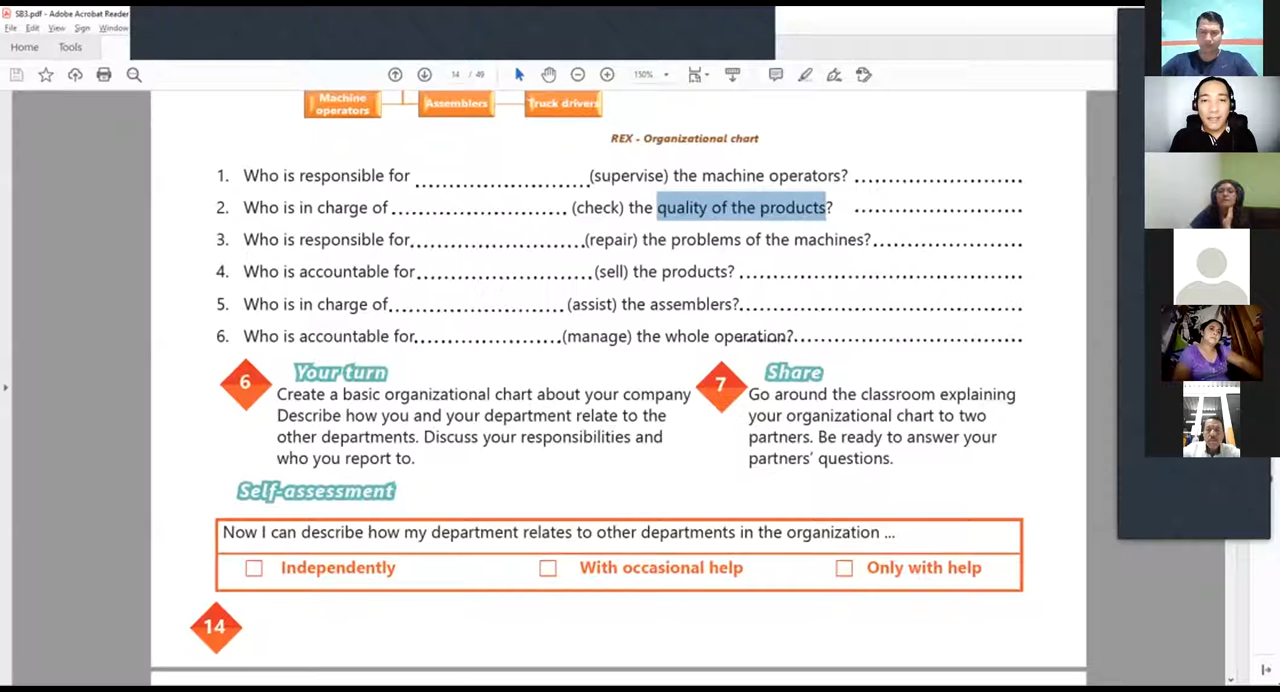 SB3.pdf - Adobe Acrobat Reader
File Edit View Sign Window
Home Tools
14 / 49 150%
Machine operators Assemblers Truck drivers
REX - Organizational chart
1. Who is responsible for ............................(supervise) the machine operators? ............................
2. Who is in charge of ............................ (check) the quality of the products? ............................
3. Who is responsible for............................(repair) the problems of the machines?............................
4. Who is accountable for............................(sell) the products? ............................
5. Who is in charge of............................(assist) the assemblers?............................
6. Who is accountable for............................(manage) the whole operation?............................
6 Your turn
Create a basic organizational chart about your company
Describe how you and your department relate to the
other departments. Discuss your responsibilities and
who you report to.
7 Share
Go around the classroom explaining
your organizational chart to two
partners. Be ready to answer your
partners' questions.
Self-assessment
Now I can describe how my department relates to other departments in the organization ...
Independently With occasional help Only with help
14